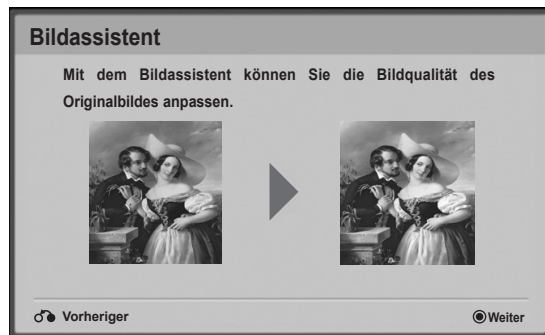 Bildassistent
Mit dem Bildassistent können Sie die Bildqualität des
Originalbildes anpassen.
Vorheriger
Weiter